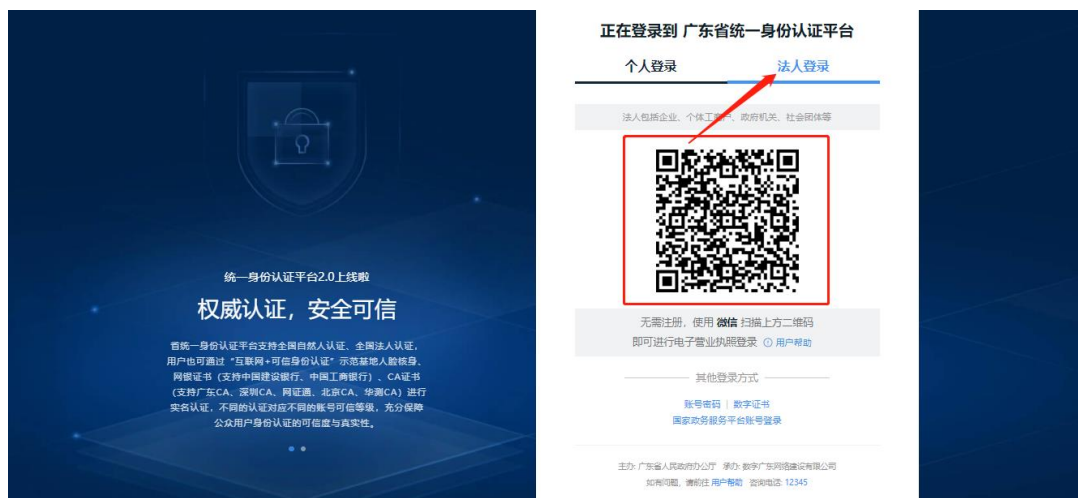 统一身份认证平台2.0上线啦
权威认证，安全可信
省统一身份认证平台支持全国自然人认证、全国法人认证，
用户也可通过“互联网+可信身份认证”示范基地人脸核身、
网银证书（支持中国建设银行、中国工商银行）、CA证书
（支持广东CA、深圳CA、网证通、北京CA、华测CA）进行
实名认证，不同的认证对应不同的账号可信等级，充分保障
公众用户身份认证的可信度与真实性。
正在登录到 广东省统一身份认证平台
个人登录 法人登录
法人包括企业、个体工商户、政府机关、社会团体等
无需注册，使用 微信 扫描上方二维码
即可进行电子营业执照登录 用户帮助
其他登录方式
账号密码 | 数字证书
国家政务服务平台账号登录
主办: 广东省人民政府办公厅 承办: 数字广东网络建设有限公司
如有问题，请前往 用户帮助 咨询电话: 12345